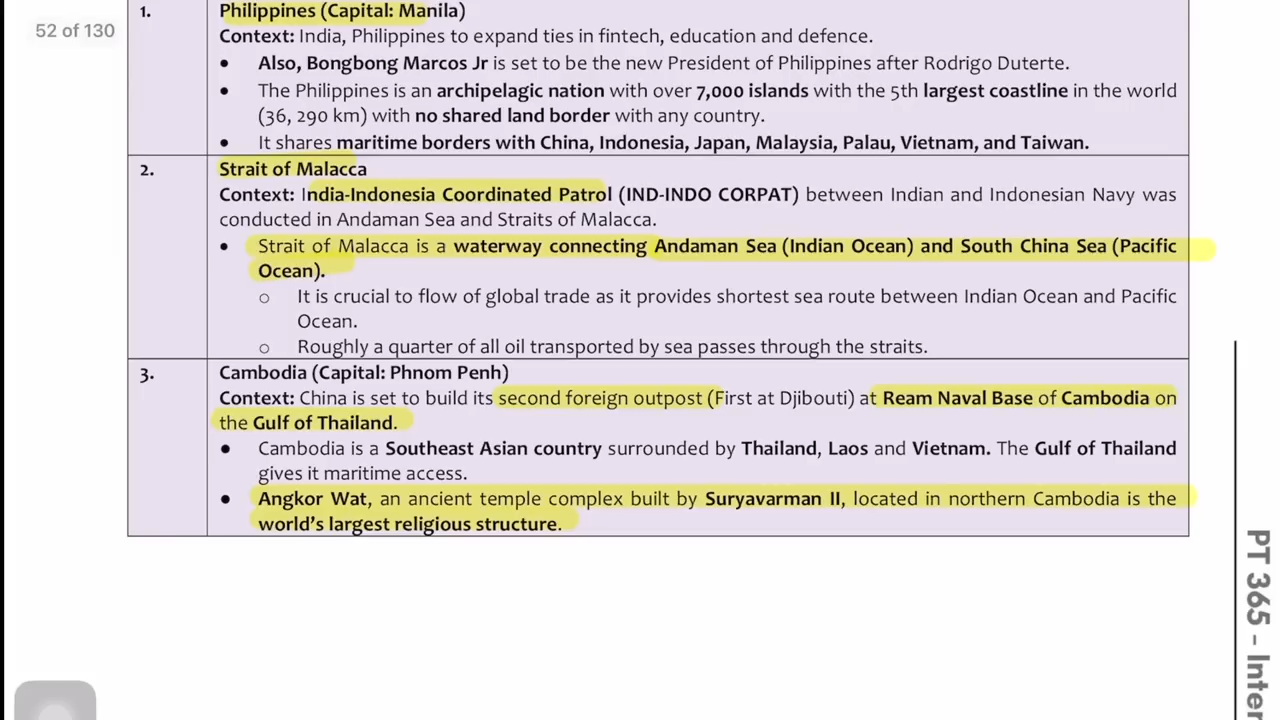 52 of 130
1.
Philippines (Capital: Manila)
Context: India, Philippines to expand ties in fintech, education and defence.
• Also, Bongbong Marcos Jr is set to be the new President of Philippines after Rodrigo Duterte.
• The Philippines is an archipelagic nation with over 7,000 islands with the 5th largest coastline in the world
(36, 290 km) with no shared land border with any country.
• It shares maritime borders with China, Indonesia, Japan, Malaysia, Palau, Vietnam, and Taiwan.
2.
Strait of Malacca
Context: India-Indonesia Coordinated Patrol (IND-INDO CORPAT) between Indian and Indonesian Navy was
conducted in Andaman Sea and Straits of Malacca.
• Strait of Malacca is a waterway connecting Andaman Sea (Indian Ocean) and South China Sea (Pacific
Ocean).
o It is crucial to flow of global trade as it provides shortest sea route between Indian Ocean and Pacific
Ocean.
o Roughly a quarter of all oil transported by sea passes through the straits.
3.
Cambodia (Capital: Phnom Penh)
Context: China is set to build its second foreign outpost (First at Djibouti) at Ream Naval Base of Cambodia on
the Gulf of Thailand.
• Cambodia is a Southeast Asian country surrounded by Thailand, Laos and Vietnam. The Gulf of Thailand
gives it maritime access.
• Angkor Wat, an ancient temple complex built by Suryavarman II, located in northern Cambodia is the
world's largest religious structure.
PT 365 - Inter